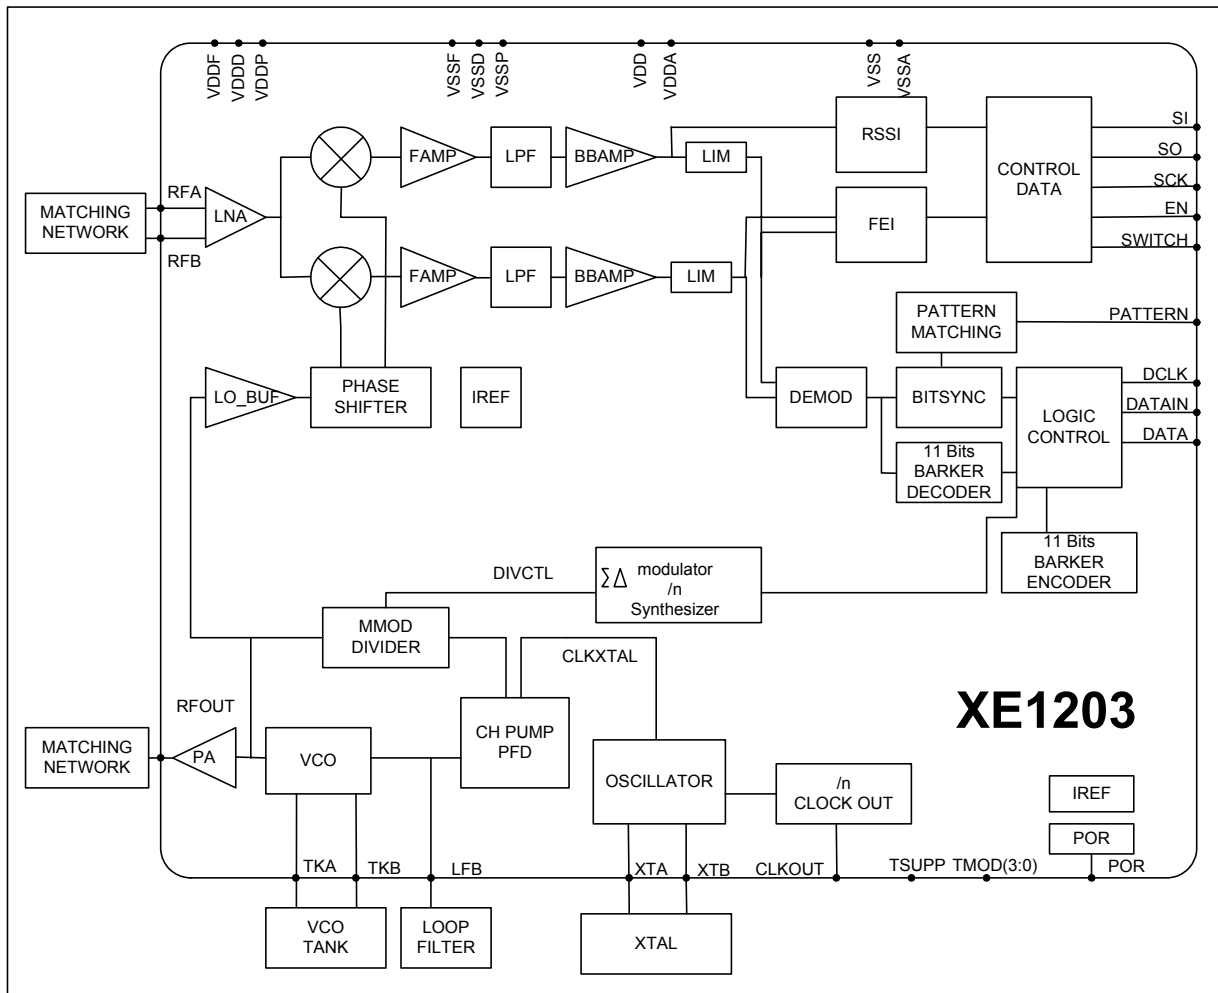 VDDF
VDDD
VDDP
VSSF
VSSD
VSSP
VDD
VDDA
VSS
VSSA
RSSI
CONTROL
DATA
SI
SO
SCK
EN
SWITCH
FAMP
LPF
BBAMP
LIM
RFA
MATCHING
NETWORK
LNA
RFB
FEI
FAMP
LPF
BBAMP
LIM
PATTERN
MATCHING
PATTERN
LO_BUF
PHASE
SHIFTER
IREF
DEMOD
BITSYNC
LOGIC
CONTROL
DCLK
DATAIN
DATA
11 Bits
BARKER
DECODER
11 Bits
BARKER
ENCODER
DIVCTL
ΣΔ modulator
/n
Synthesizer
MMOD
DIVIDER
CLKXTAL
RFOUT
MATCHING
NETWORK
PA
VCO
CH PUMP
PFD
OSCILLATOR
/n
CLOCK OUT
XE1203
IREF
POR
TKA
TKB
LFB
XTA
XTB
CLKOUT
TSUPP
TMOD(3:0)
POR
VCO
TANK
LOOP
FILTER
XTAL